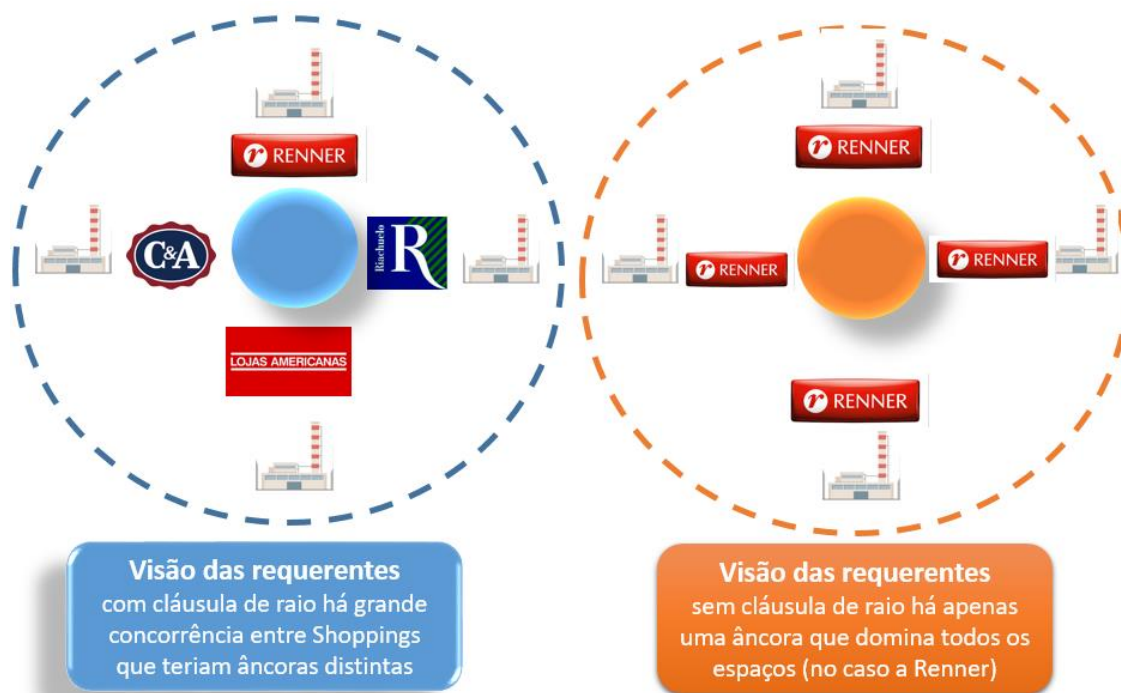 r RENNER
r RENNER
C&A
Riachuelo
R
r RENNER
r RENNER
LOJAS AMERICANAS
r RENNER
Visão das requerentes
com cláusula de raio há grande
concorrência entre Shoppings
que teriam âncoras distintas
Visão das requerentes
sem cláusula de raio há apenas
uma âncora que domina todos os
espaços (no caso a Renner)